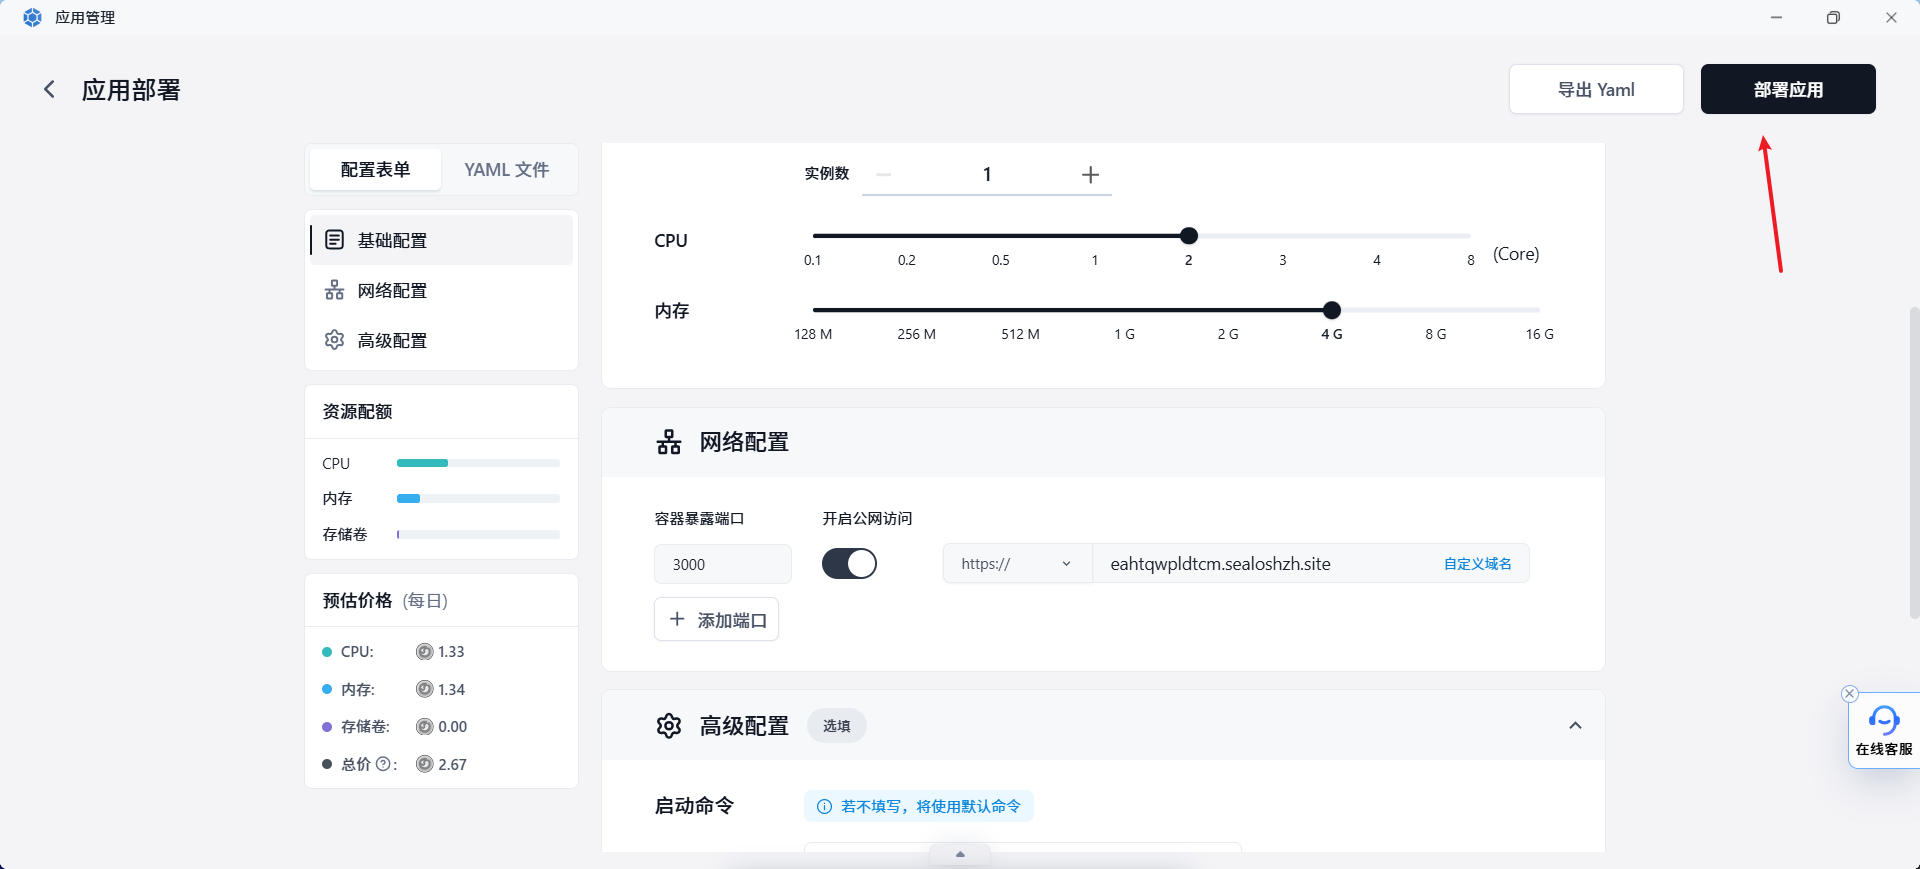 应用管理
应用部署
导出 Yaml
部署应用
配置表单
YAML 文件
基础配置
网络配置
高级配置
资源配额
CPU
内存
存储卷
预估价格 (每日)
CPU: 1.33
内存: 1.34
存储卷: 0.00
总价 : 2.67
实例数 1
CPU
0.1 0.2 0.5 1 2 3 4 8 (Core)
内存
128 M 256 M 512 M 1 G 2 G 4 G 8 G 16 G
网络配置
容器暴露端口 开启公网访问
3000 https:// eahtqwpldtcm.sealoshzh.site 自定义域名
添加端口
高级配置 选填
启动命令 若不填写，将使用默认命令
在线客服